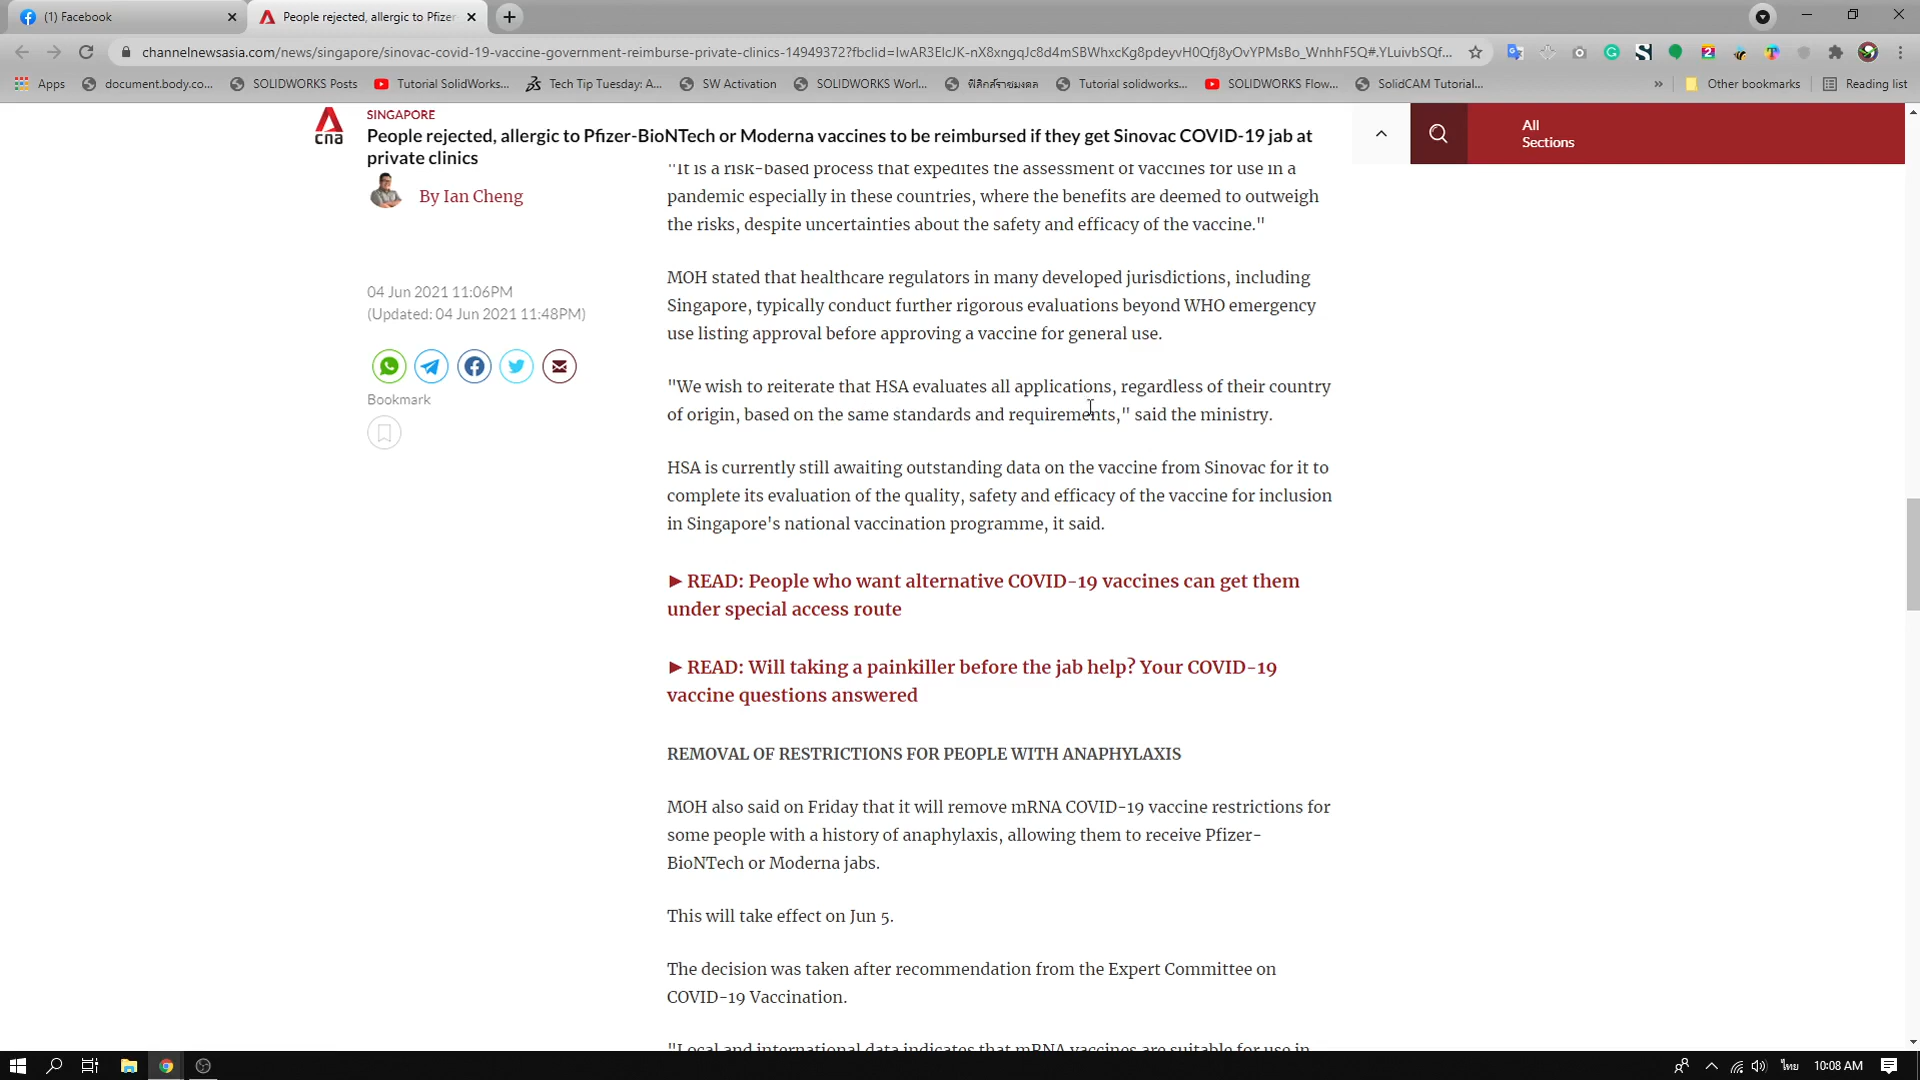 (1) Facebook
People rejected, allergic to Pfizer
channelnewsasia.com/news/singapore/sinovac-covid-19-vaccine-government-reimburse-private-clinics-14949372?fbclid=IwAR3ElcJK-nX8xngqJc8d4mSBWhxcKg8pdeyvH0Qfj8yOvYPMsBo_WnhhF5Q#.YLuivbSQf...
Apps
document.body.co...
SOLIDWORKS Posts
Tutorial SolidWorks...
Tech Tip Tuesday: A...
SW Activation
SOLIDWORKS Worl...
ฟิสิกส์ราชมงคล
Tutorial solidworks...
SOLIDWORKS Flow...
SolidCAM Tutorial...
»
Other bookmarks
Reading list
cna
SINGAPORE
People rejected, allergic to Pfizer-BioNTech or Moderna vaccines to be reimbursed if they get Sinovac COVID-19 jab at
private clinics
All
Sections
By Ian Cheng
04 Jun 2021 11:06PM
(Updated: 04 Jun 2021 11:48PM)
Bookmark
"It is a risk-based process that expedites the assessment of vaccines for use in a
pandemic especially in these countries, where the benefits are deemed to outweigh
the risks, despite uncertainties about the safety and efficacy of the vaccine."
MOH stated that healthcare regulators in many developed jurisdictions, including
Singapore, typically conduct further rigorous evaluations beyond WHO emergency
use listing approval before approving a vaccine for general use.
"We wish to reiterate that HSA evaluates all applications, regardless of their country
of origin, based on the same standards and requirements," said the ministry.
HSA is currently still awaiting outstanding data on the vaccine from Sinovac for it to
complete its evaluation of the quality, safety and efficacy of the vaccine for inclusion
in Singapore's national vaccination programme, it said.
►READ: People who want alternative COVID-19 vaccines can get them
under special access route
►READ: Will taking a painkiller before the jab help? Your COVID-19
vaccine questions answered
REMOVAL OF RESTRICTIONS FOR PEOPLE WITH ANAPHYLAXIS
MOH also said on Friday that it will remove mRNA COVID-19 vaccine restrictions for
some people with a history of anaphylaxis, allowing them to receive Pfizer-
BioNTech or Moderna jabs.
This will take effect on Jun 5.
The decision was taken after recommendation from the Expert Committee on
COVID-19 Vaccination.
"Local and international data indicates that mRNA vaccines are suitable for use in
ไทย
10:08 AM